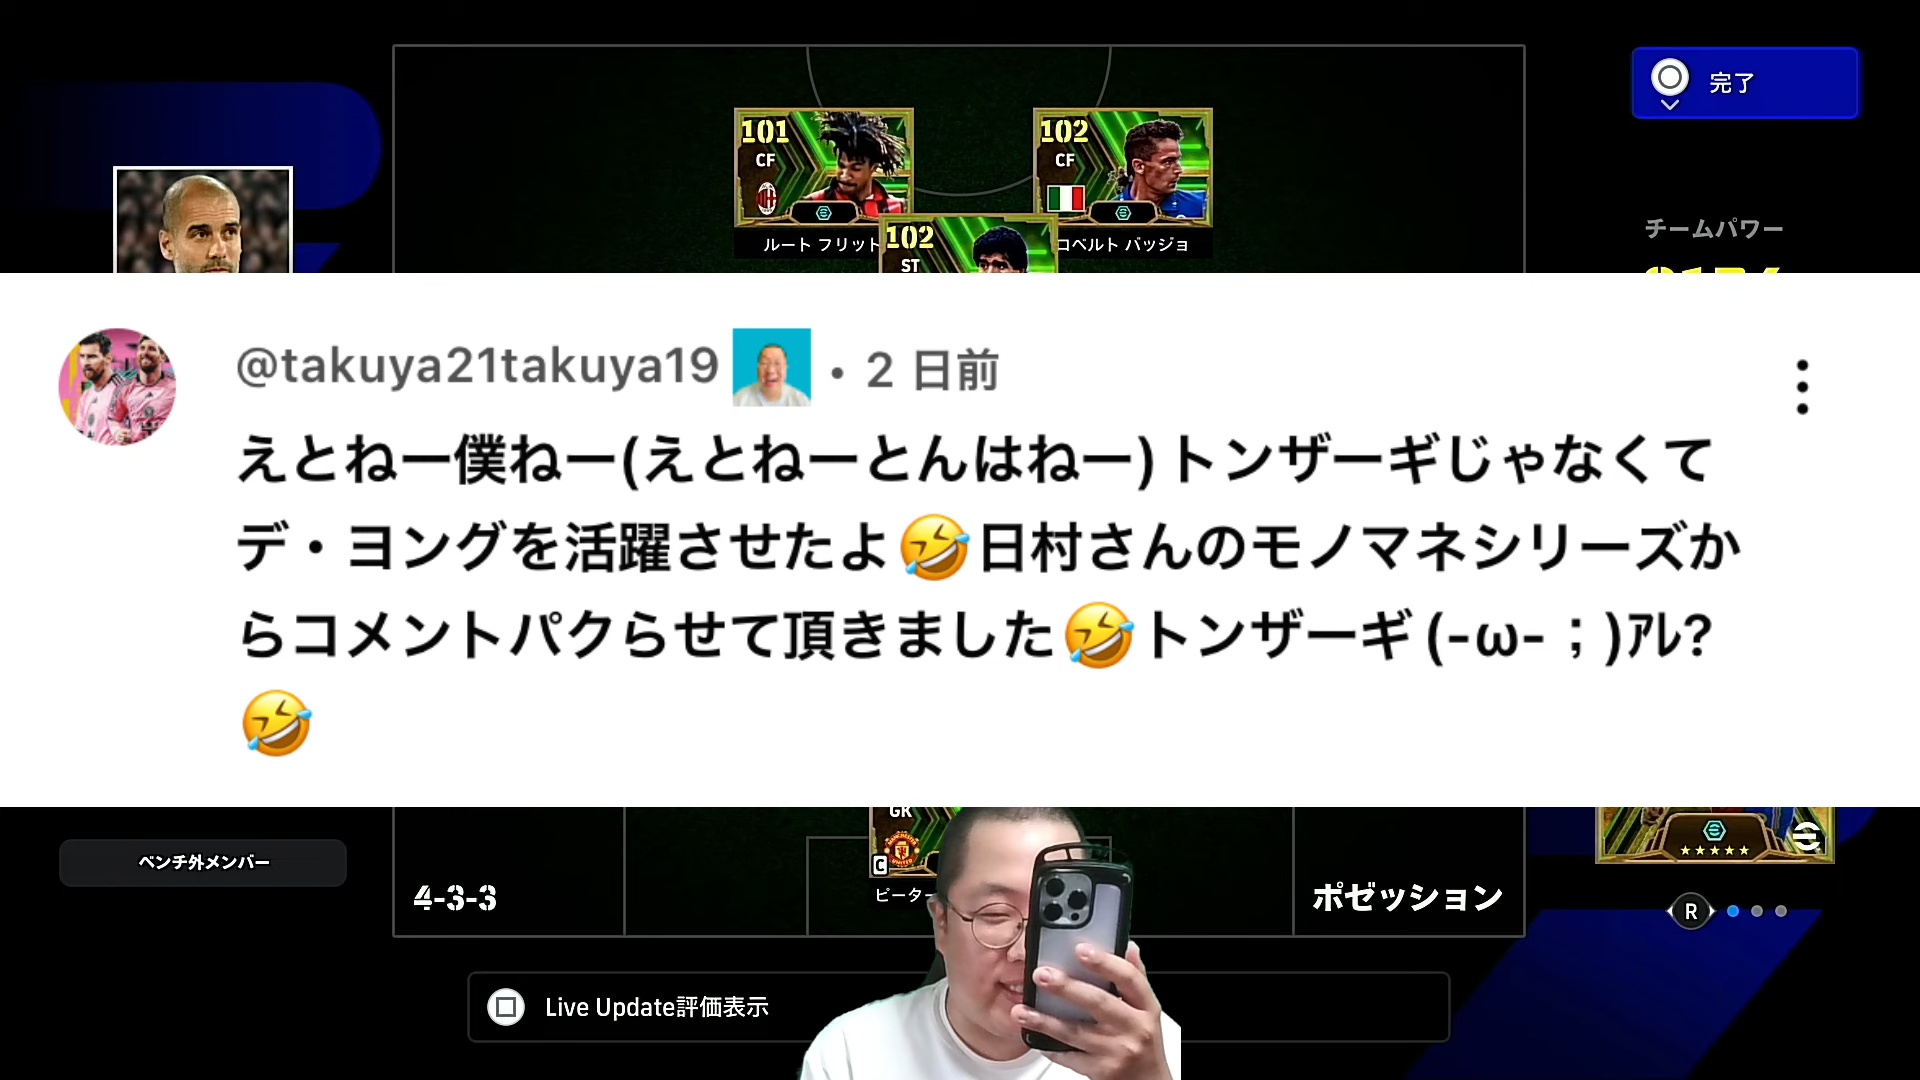 完了
101
CF
102
CF
チームパワー
ルート フリット
102
ST
ロベルト バッジョ
@takuya21takuya19 • 2 日前
えとねー僕ねー(えとねーとんはねー)トンザーギじゃなくて
デ・ヨングを活躍させたよ🤣日村さんのモノマネシリーズか
らコメントパクらせて頂きました🤣トンザーギ(-ω-；)ｱﾚ?
🤣
GK
C
ピーター
ベンチ外メンバー
4-3-3
ポゼッション
R
Live Update評価表示